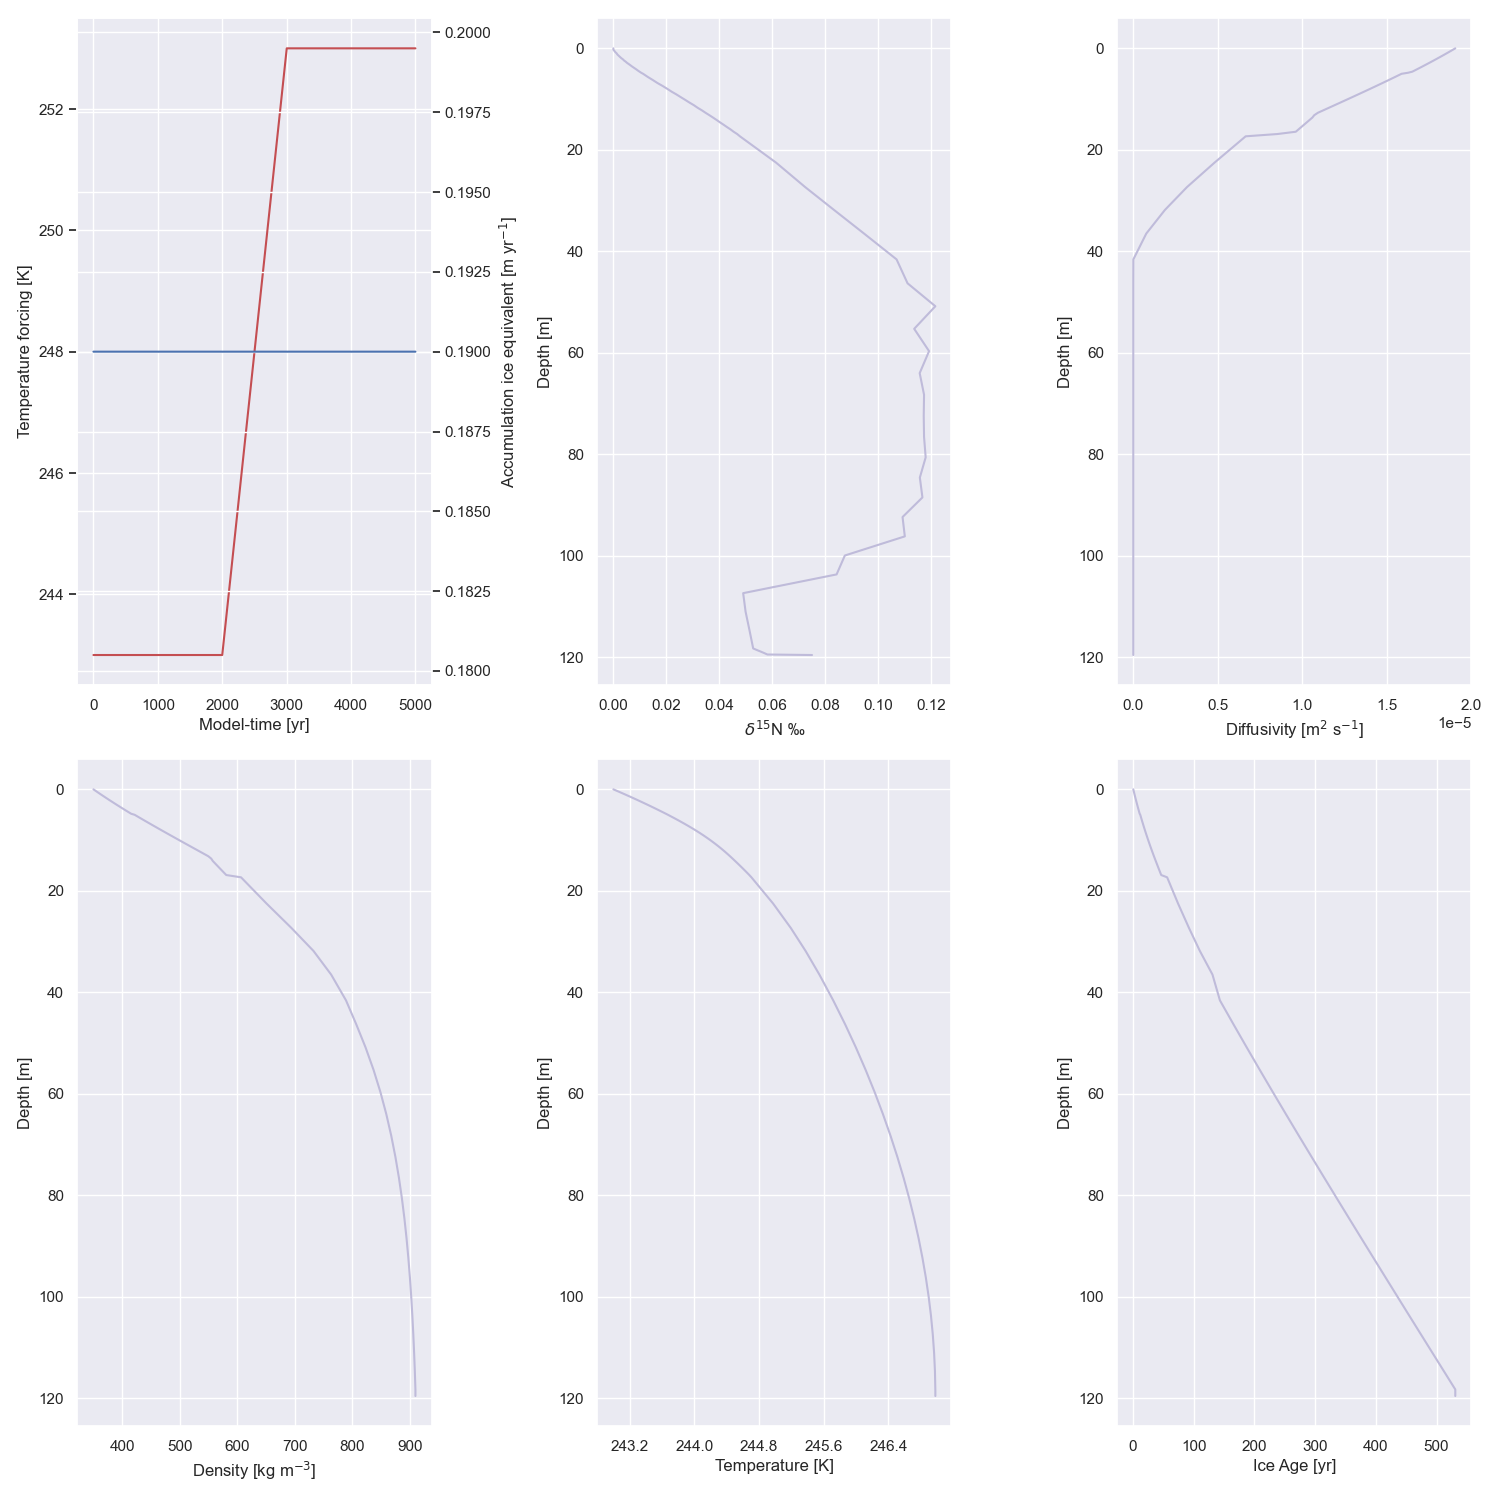 252
250
248
246
244
Temperature forcing [K]
0.2000
0.1975
0.1950
0.1925
0.1900
0.1875
0.1850
0.1825
0.1800
Accumulation ice equivalent [m yr⁻¹]
0 1000 2000 3000 4000 5000
Model-time [yr]
0
20
40
60
80
100
120
Depth [m]
0.00 0.02 0.04 0.06 0.08 0.10 0.12
δ¹⁵N ‰
0
20
40
60
80
100
120
Depth [m]
0.0 0.5 1.0 1.5 2.0
1e−5
Diffusivity [m² s⁻¹]
0
20
40
60
80
100
120
Depth [m]
400 500 600 700 800 900
Density [kg m⁻³]
0
20
40
60
80
100
120
Depth [m]
243.2 244.0 244.8 245.6 246.4
Temperature [K]
0
20
40
60
80
100
120
Depth [m]
0 100 200 300 400 500
Ice Age [yr]